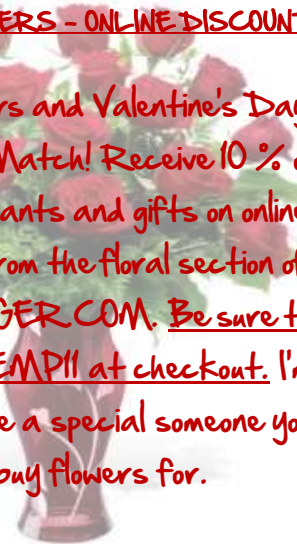 ERS - ONLINE DISCOUNT
rs and Valentine's Day
Match! Receive 10 %
ants and gifts on online
rom the floral section of
GER.COM. Be sure t
EMP11 at checkout. I'
e a special someone yo
buy flowers for.